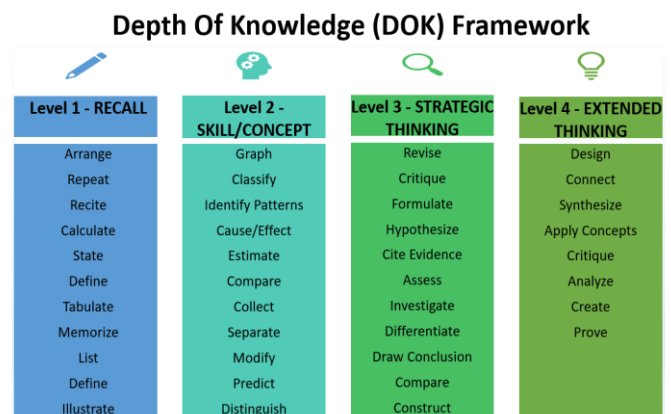 Depth Of Knowledge (DOK) Framework
Level 1 - RECALL
Arrange
Repeat
Recite
Calculate
State
Define
Tabulate
Memorize
List
Define
Illustrate
Level 2 -
SKILL/CONCEPT
Graph
Classify
Identify Patterns
Cause/Effect
Estimate
Compare
Collect
Separate
Modify
Predict
Distinguish
Level 3 - STRATEGIC
THINKING
Revise
Critique
Formulate
Hypothesize
Cite Evidence
Assess
Investigate
Differentiate
Draw Conclusion
Compare
Construct
Level 4 - EXTENDED
THINKING
Design
Connect
Synthesize
Apply Concepts
Critique
Analyze
Create
Prove